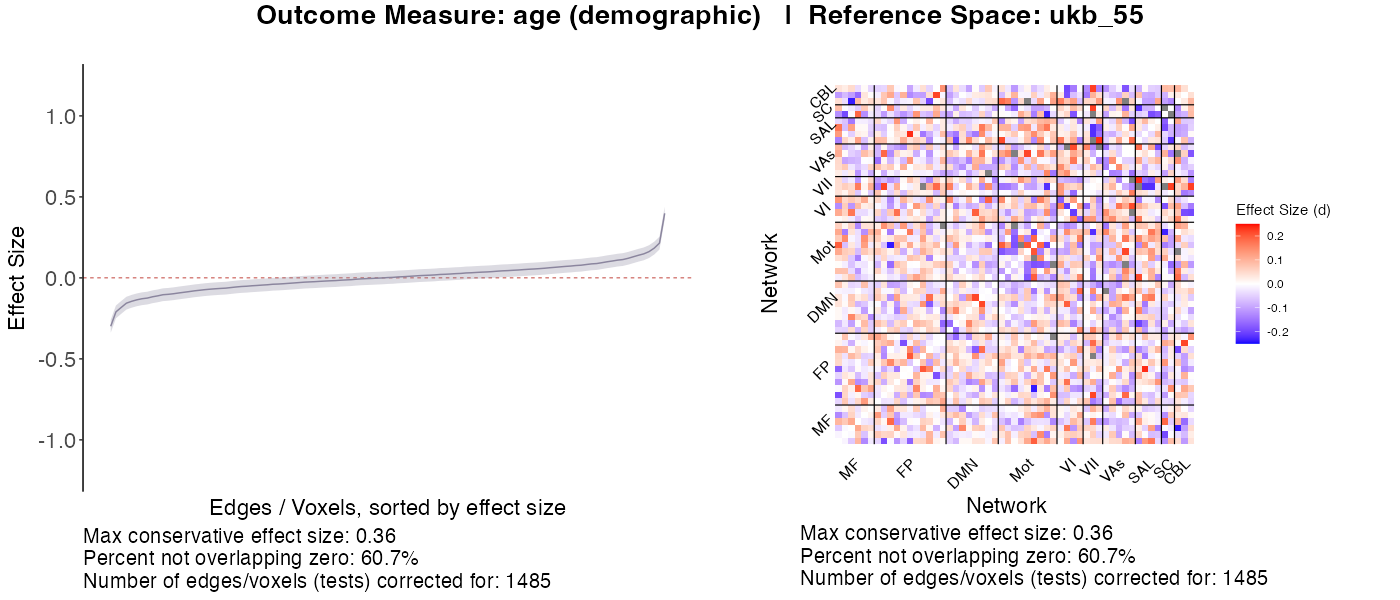 Outcome Measure: age (demographic) | Reference Space: ukb_55
1.0
0.5
0.0
-0.5
-1.0
Effect Size
Edges / Voxels, sorted by effect size
Max conservative effect size: 0.36
Percent not overlapping zero: 60.7%
Number of edges/voxels (tests) corrected for: 1485
CBL
SC
SAL
VAs
VII
VI
Mot
DMN
FP
MF
Network
MF
FP
DMN
Mot
VI
VII
VAs
SAL
SC
CBL
Network
Effect Size (d)
0.2
0.1
0.0
-0.1
-0.2
Max conservative effect size: 0.36
Percent not overlapping zero: 60.7%
Number of edges/voxels (tests) corrected for: 1485